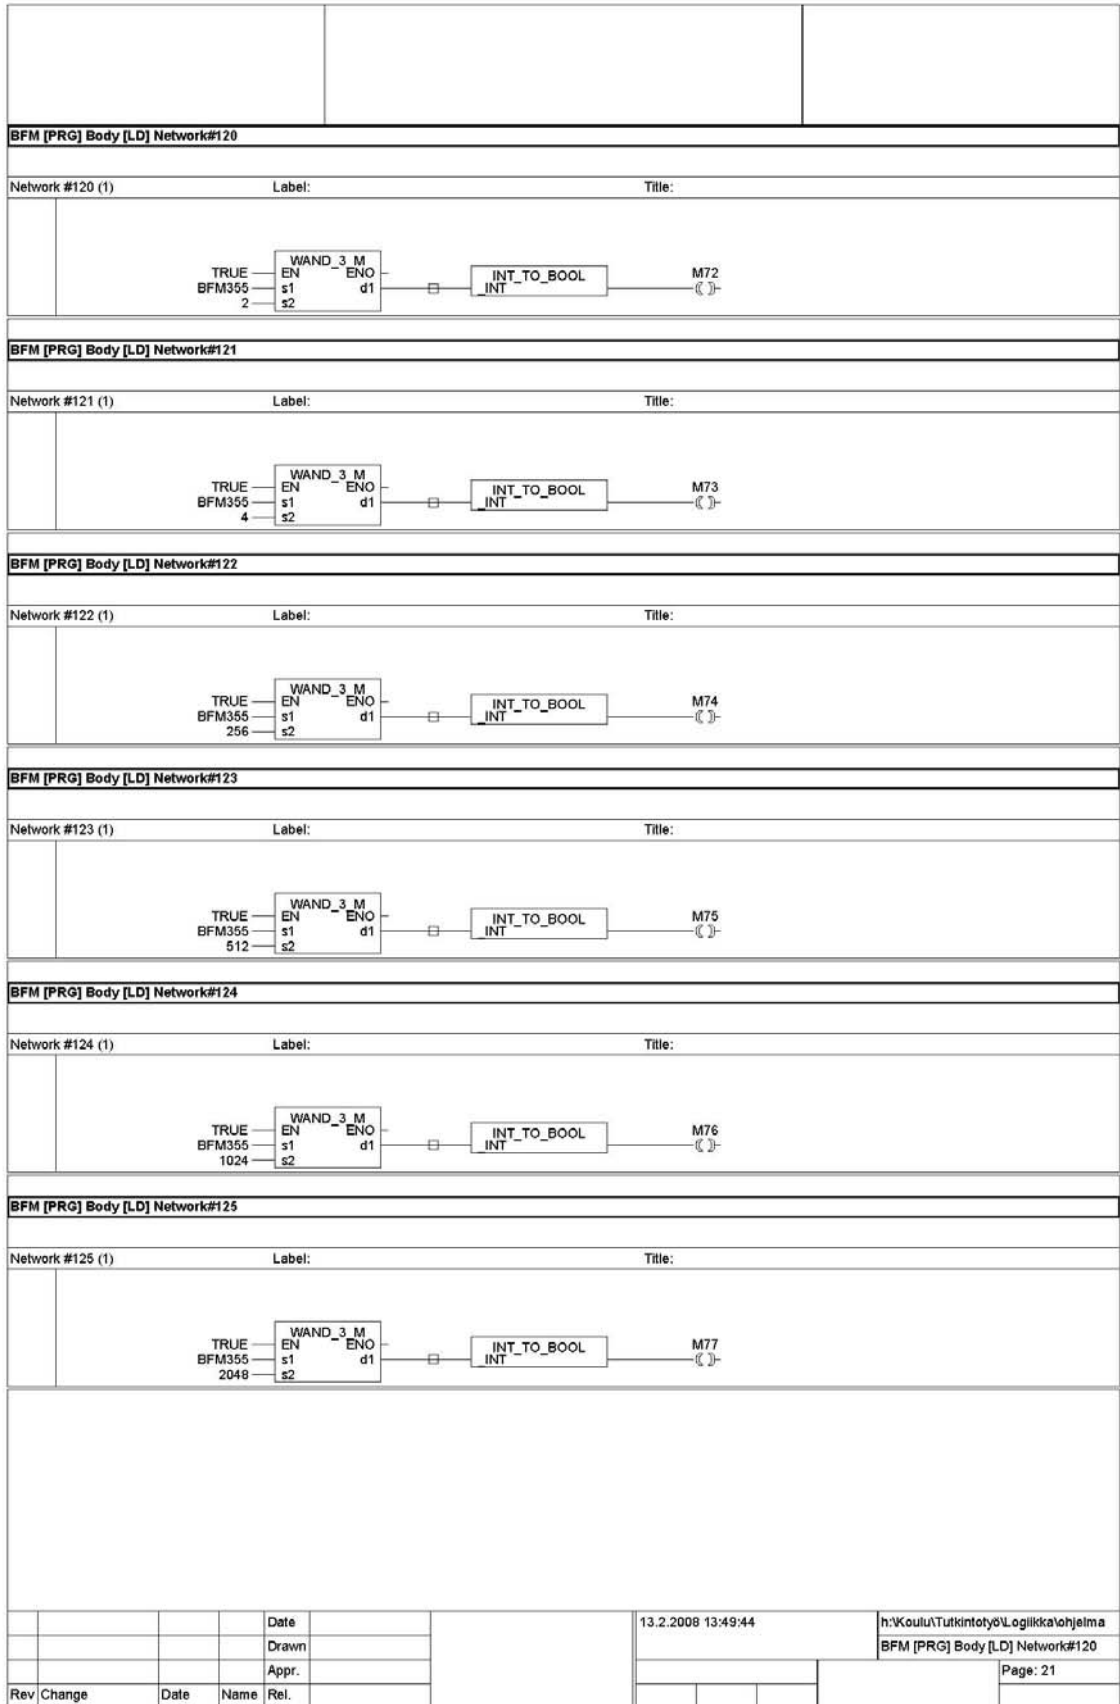 BFM [PRG] Body [LD] Network#120
Network #120 (1) Label: Title:
WAND_3_M
TRUE EN ENO INT_TO_BOOL M72
BFM355 s1 d1 _INT
2 s2
BFM [PRG] Body [LD] Network#121
Network #121 (1) Label: Title:
WAND_3_M
TRUE EN ENO INT_TO_BOOL M73
BFM355 s1 d1 _INT
4 s2
BFM [PRG] Body [LD] Network#122
Network #122 (1) Label: Title:
WAND_3_M
TRUE EN ENO INT_TO_BOOL M74
BFM355 s1 d1 _INT
256 s2
BFM [PRG] Body [LD] Network#123
Network #123 (1) Label: Title:
WAND_3_M
TRUE EN ENO INT_TO_BOOL M75
BFM355 s1 d1 _INT
512 s2
BFM [PRG] Body [LD] Network#124
Network #124 (1) Label: Title:
WAND_3_M
TRUE EN ENO INT_TO_BOOL M76
BFM355 s1 d1 _INT
1024 s2
BFM [PRG] Body [LD] Network#125
Network #125 (1) Label: Title:
WAND_3_M
TRUE EN ENO INT_TO_BOOL M77
BFM355 s1 d1 _INT
2048 s2
Date 13.2.2008 13:49:44 h:\Koulu\Tutkintotyö\Logiikka\ohjelma
Drawn BFM [PRG] Body [LD] Network#120
Appr. Page: 21
Rev Change Date Name Rel.